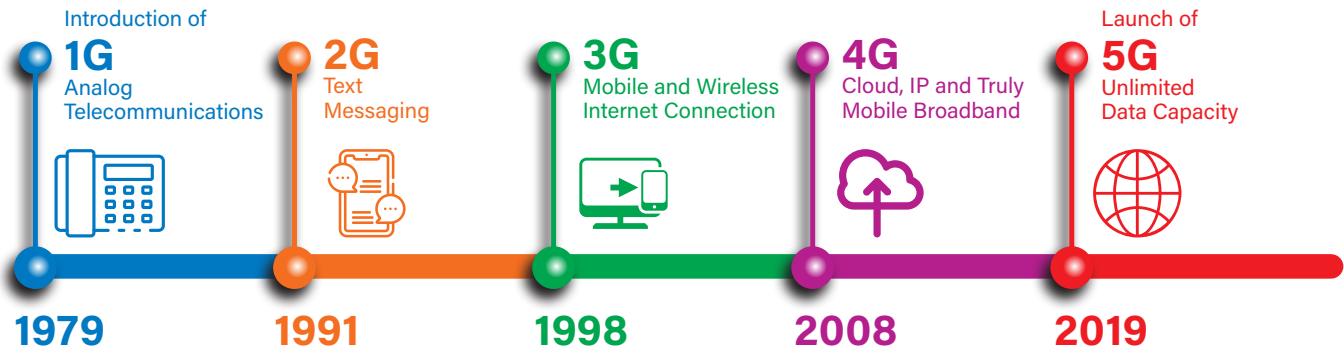 Introduction of
1G
Analog
Telecommunications
2G
Text
Messaging
3G
Mobile and Wireless
Internet Connection
4G
Cloud, IP and Truly
Mobile Broadband
Launch of
5G
Unlimited
Data Capacity
1979
1991
1998
2008
2019